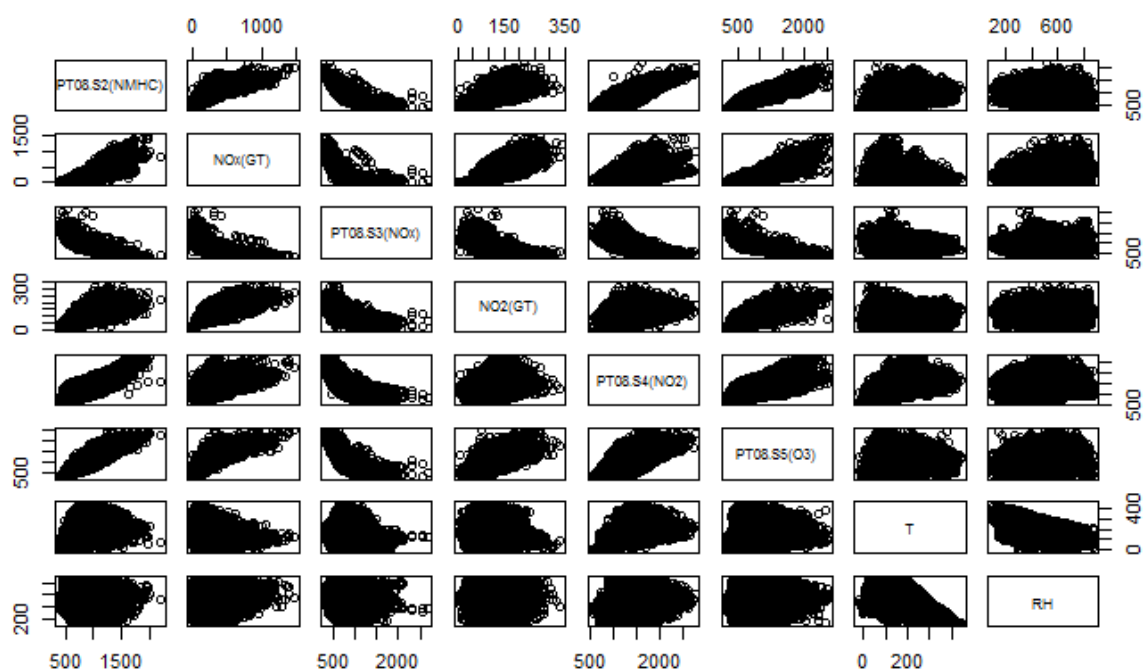 0 1000 0 150 350 500 2000 200 600
PT08.S2(NMHC) 500
0 1500 NOx(GT)
PT08.S3(NOx) 500
0 300 NO2(GT)
PT08.S4(NO2) 500
500 PT08.S5(O3)
T 0 400
200 RH
500 1500 500 2000 500 2000 0 200